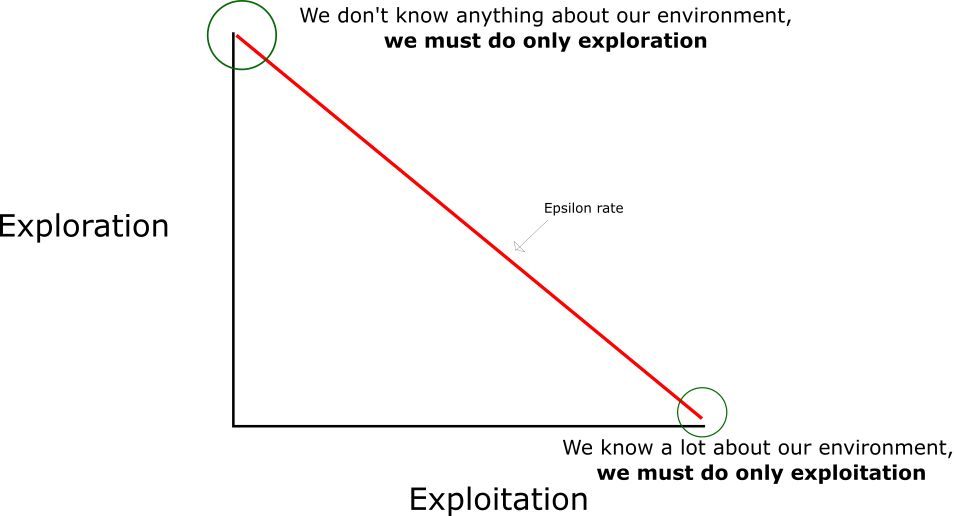 We don't know anything about our environment,
we must do only exploration
Epsilon rate
Exploration
We know a lot about our environment,
we must do only exploitation
Exploitation